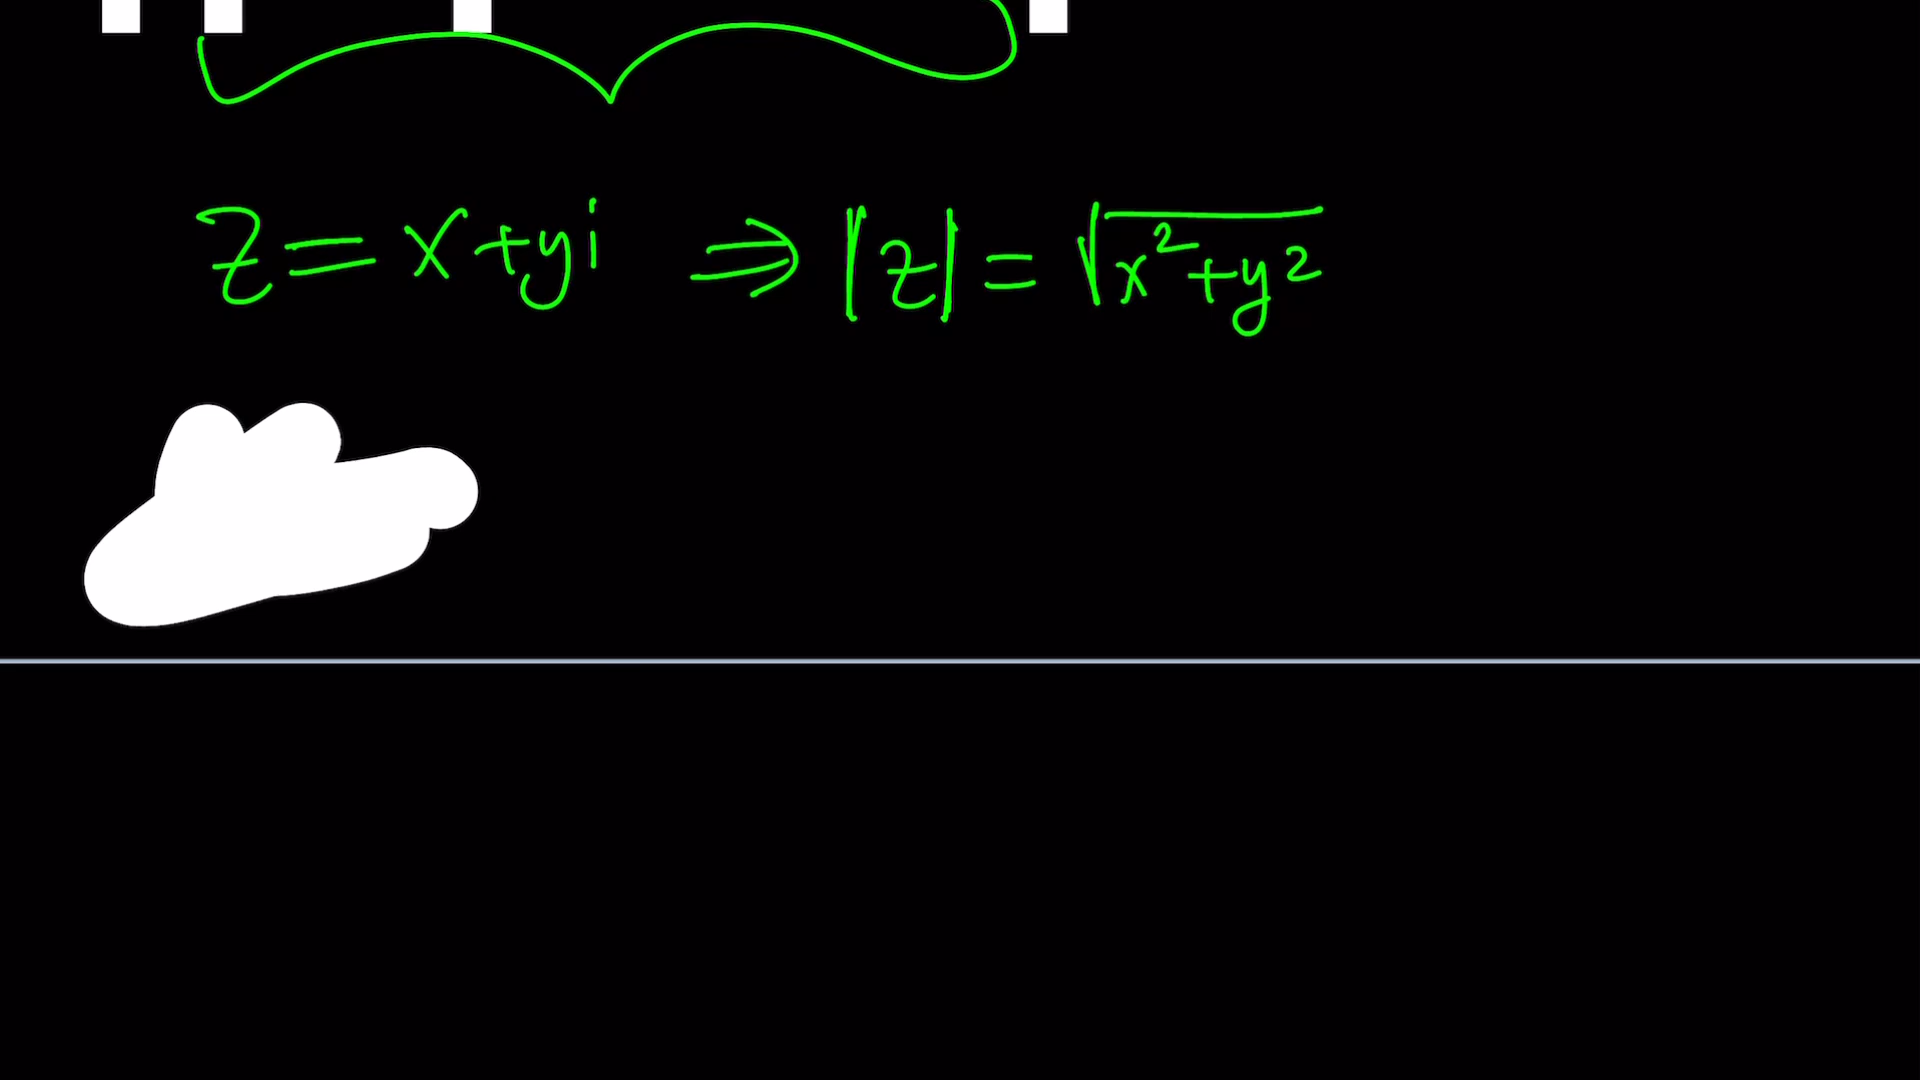 z = x + yi ⇒ |z| = √x²+y²